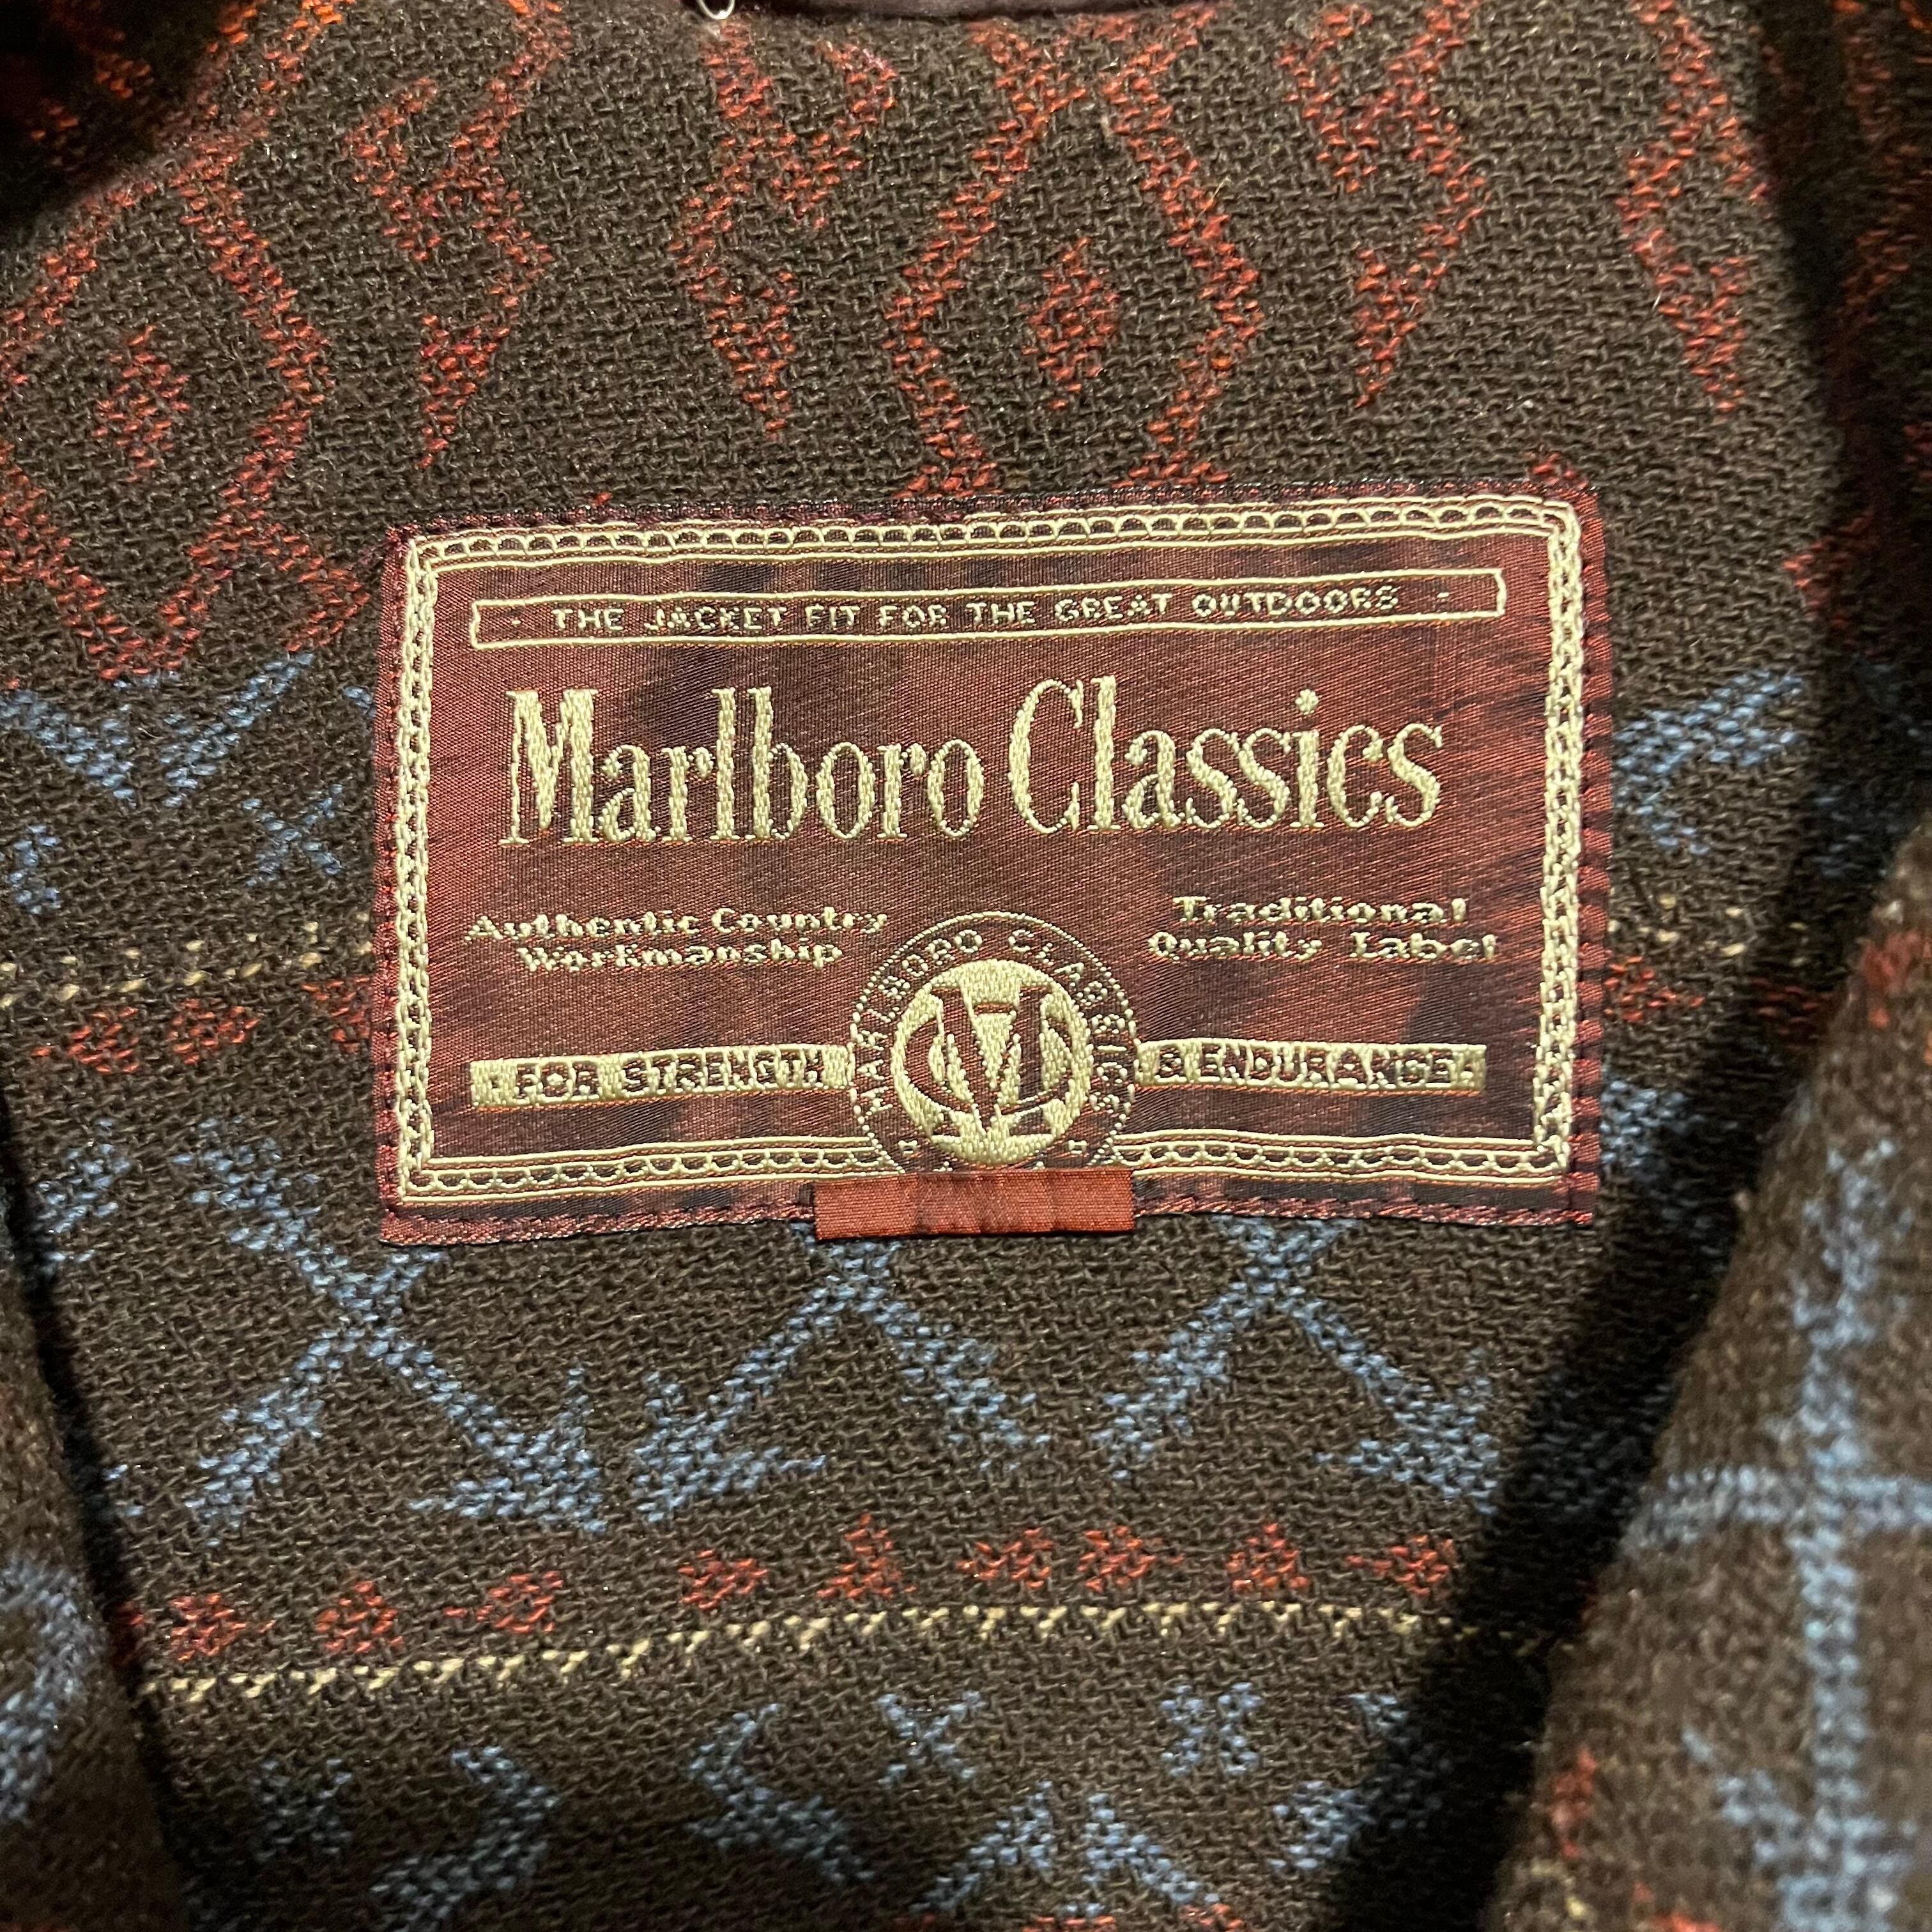 · THE JACKET FIT FOR THE GREAT OUTDOORS ·
Marlboro Classics
Authentic Country
Workmanship
Traditional
Quality Label
MARLBORO CLASSICS
MC
· FOR STRENGTH
& ENDURANCE ·